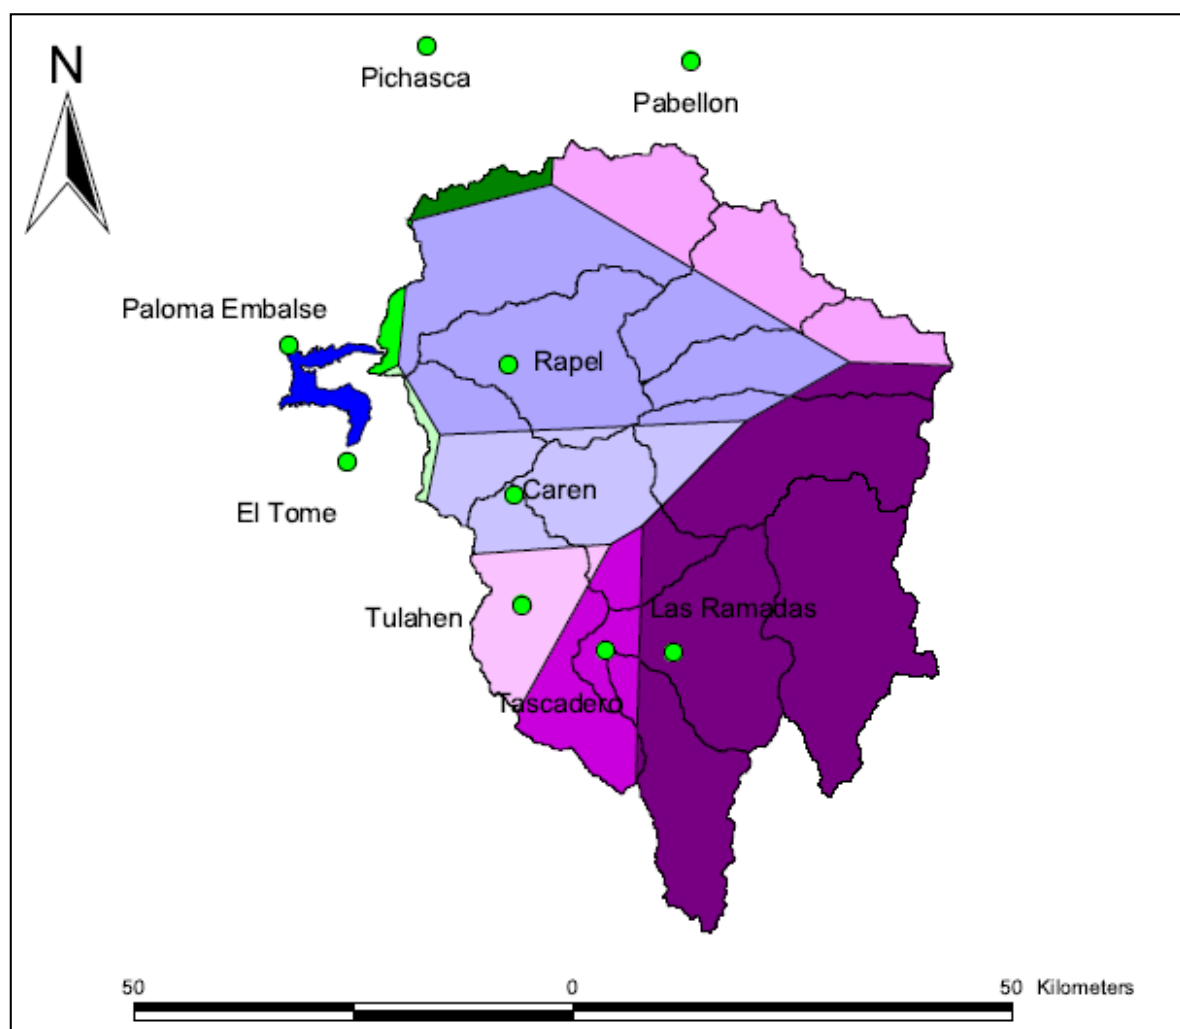 N
Pichasca
Pabellon
Paloma Embalse
Rapel
El Tome
Caren
Tulahen
Las Ramadas
Tascadero
50 0 50 Kilometers